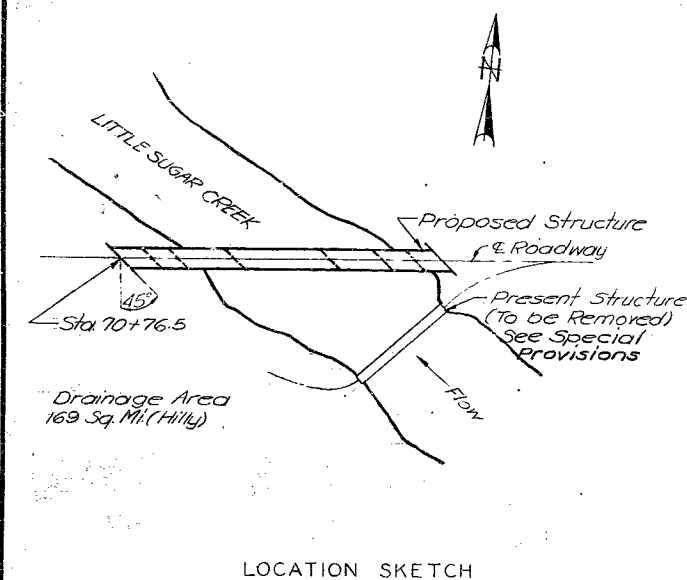 N
LITTLE SUGAR CREEK
Proposed Structure
℄ Roadway
Present Structure
(To be Removed)
See Special
Provisions
45°
Sta. 70+76.5
Flow
Drainage Area
169 Sq. Mi. (Hilly)
LOCATION SKETCH